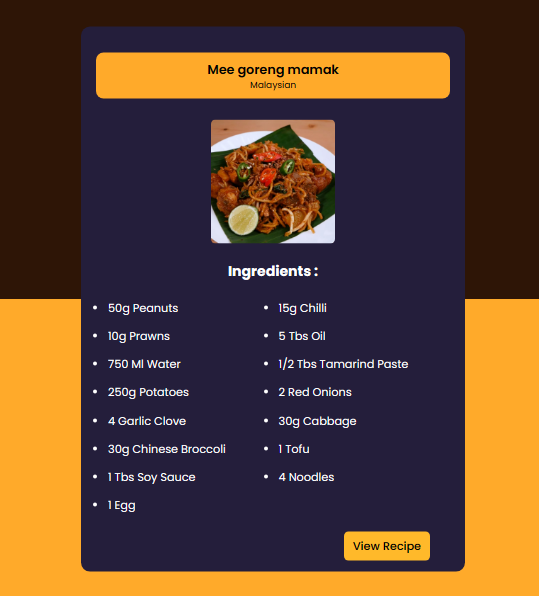 Mee goreng mamak
Malaysian
Ingredients :
50g Peanuts
10g Prawns
750 Ml Water
250g Potatoes
4 Garlic Clove
30g Chinese Broccoli
1 Tbs Soy Sauce
1 Egg
15g Chilli
5 Tbs Oil
1/2 Tbs Tamarind Paste
2 Red Onions
30g Cabbage
1 Tofu
4 Noodles
View Recipe